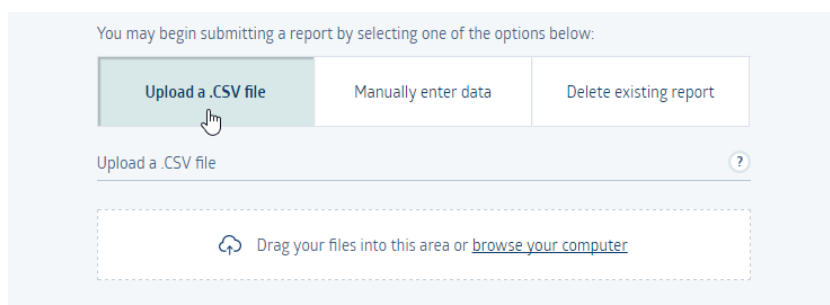 You may begin submitting a report by selecting one of the options below:
Upload a .CSV file
Manually enter data
Delete existing report
Upload a .CSV file
?
Drag your files into this area or browse your computer